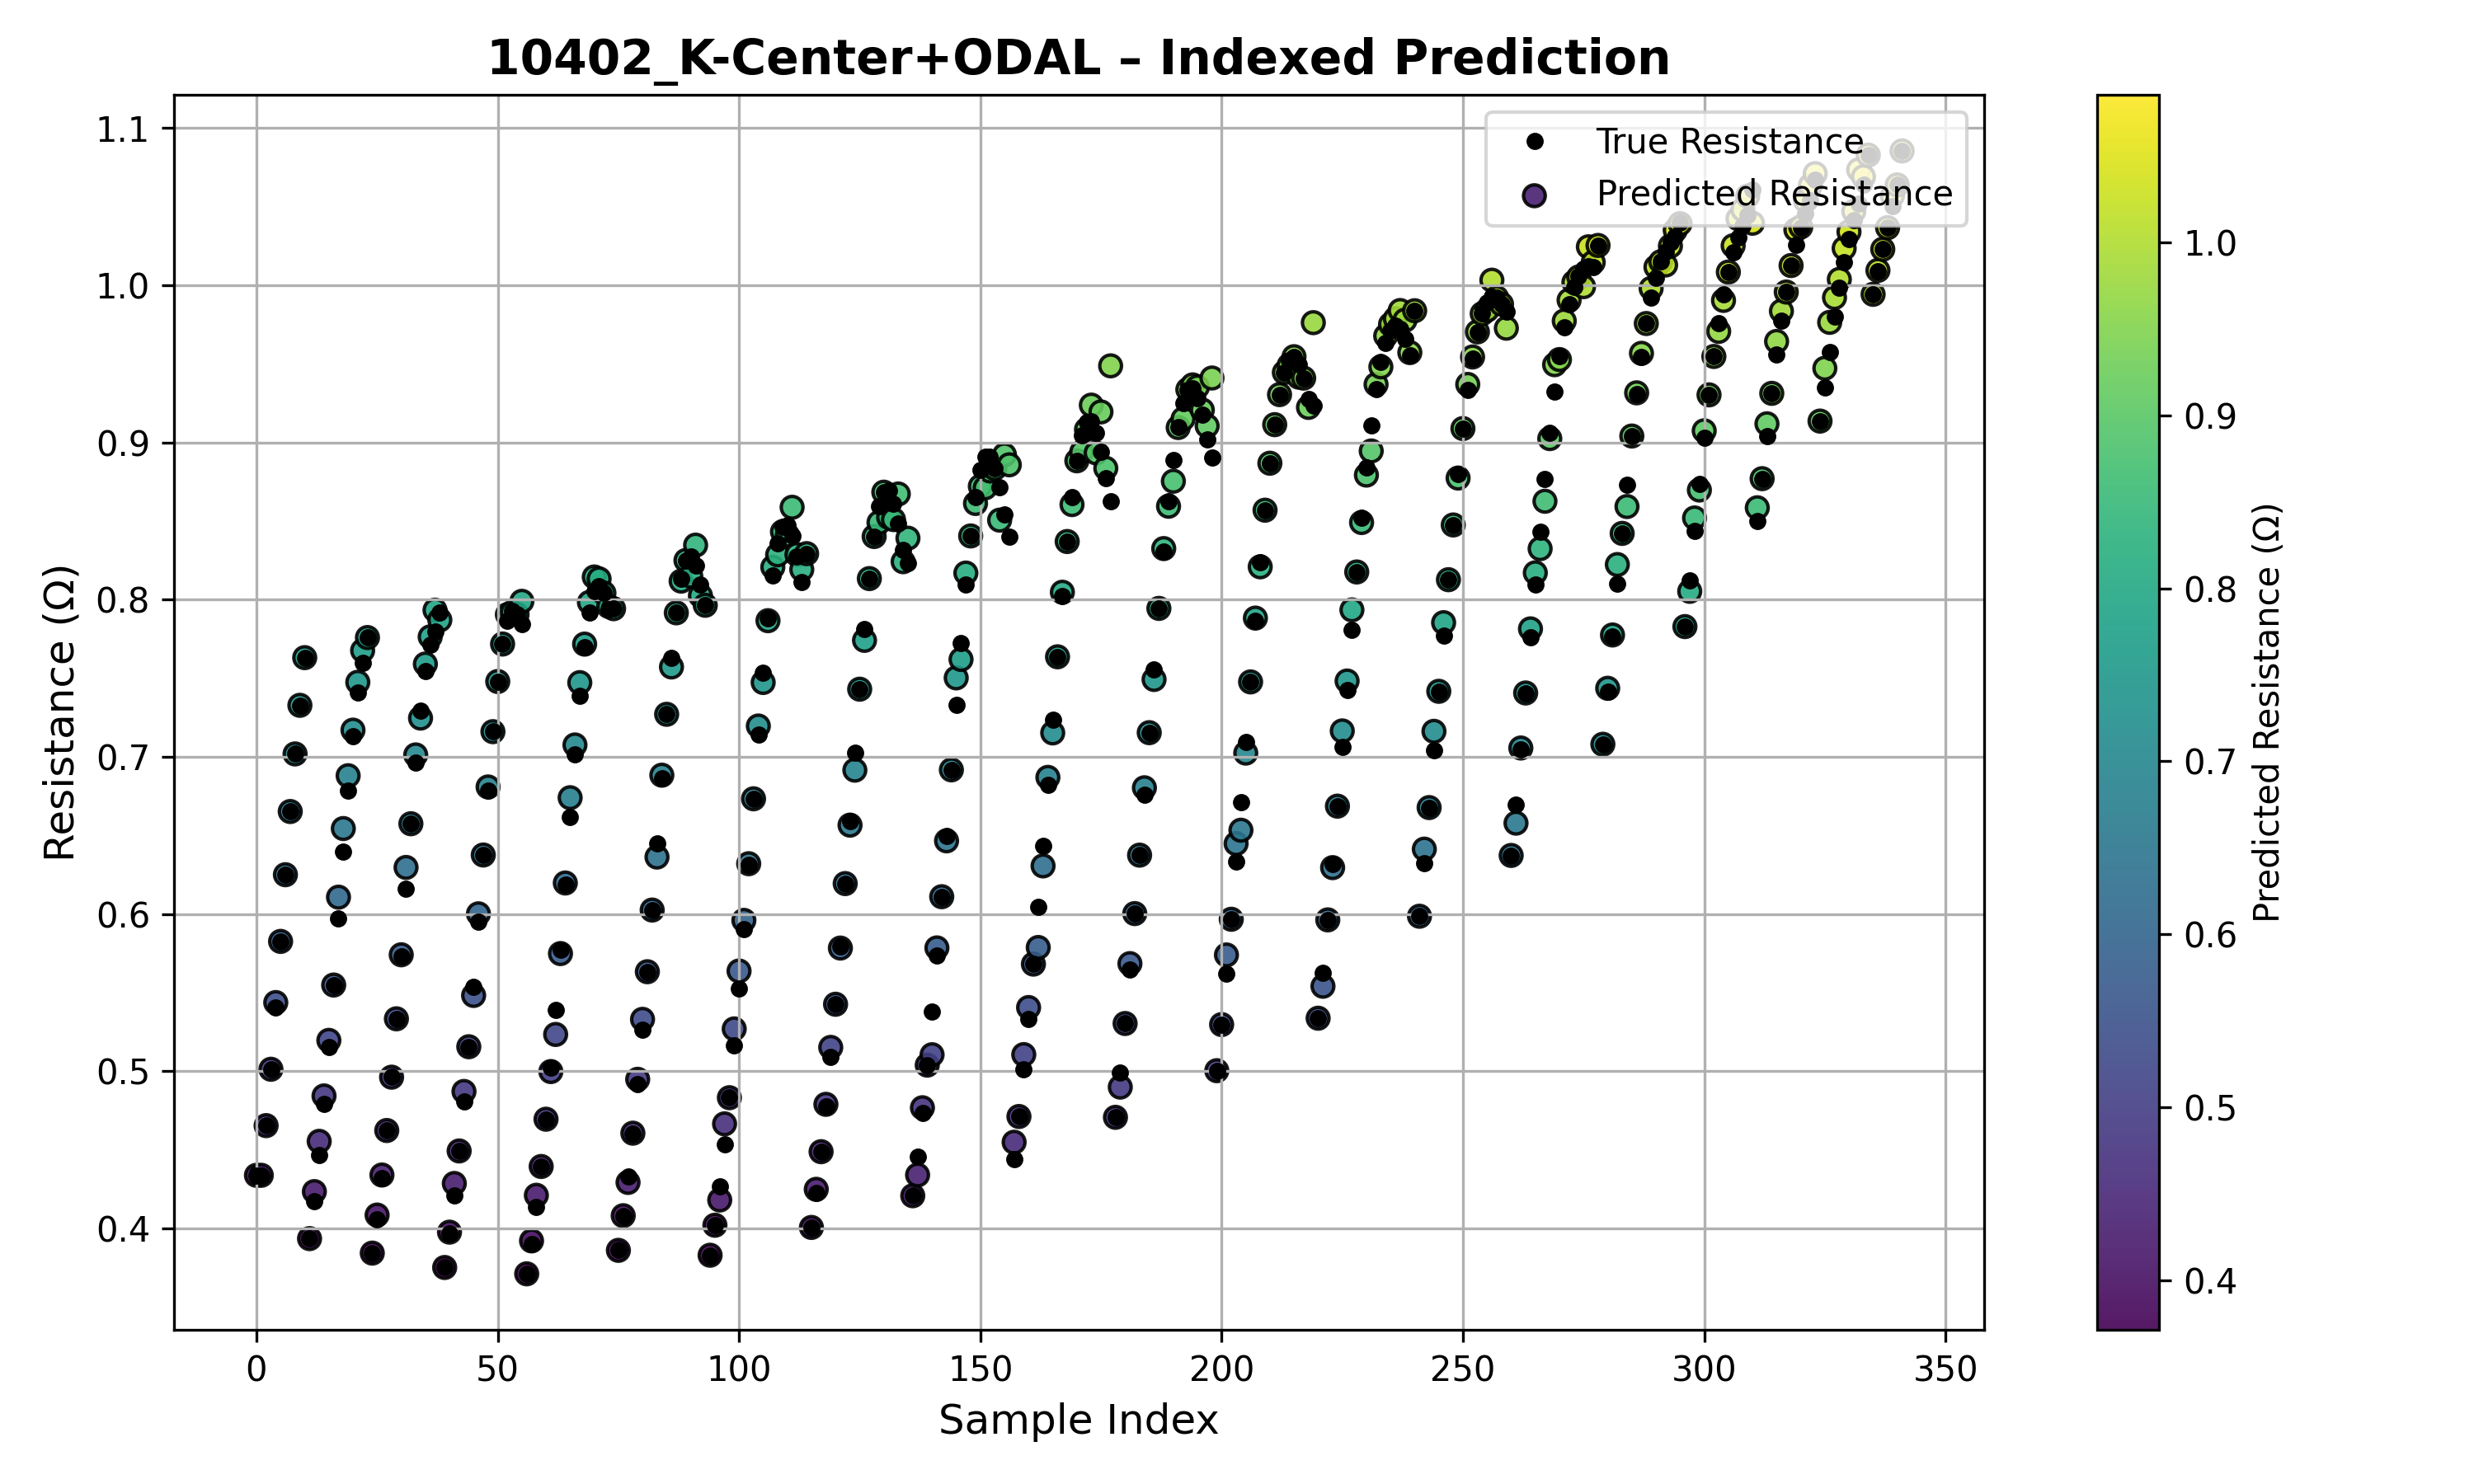 10402_K-Center+ODAL – Indexed Prediction
True Resistance
Predicted Resistance
Resistance (Ω)
1.1
1.0
0.9
0.8
0.7
0.6
0.5
0.4
0 50 100 150 200 250 300 350
Sample Index
1.0
0.9
0.8
0.7
0.6
0.5
0.4
Predicted Resistance (Ω)